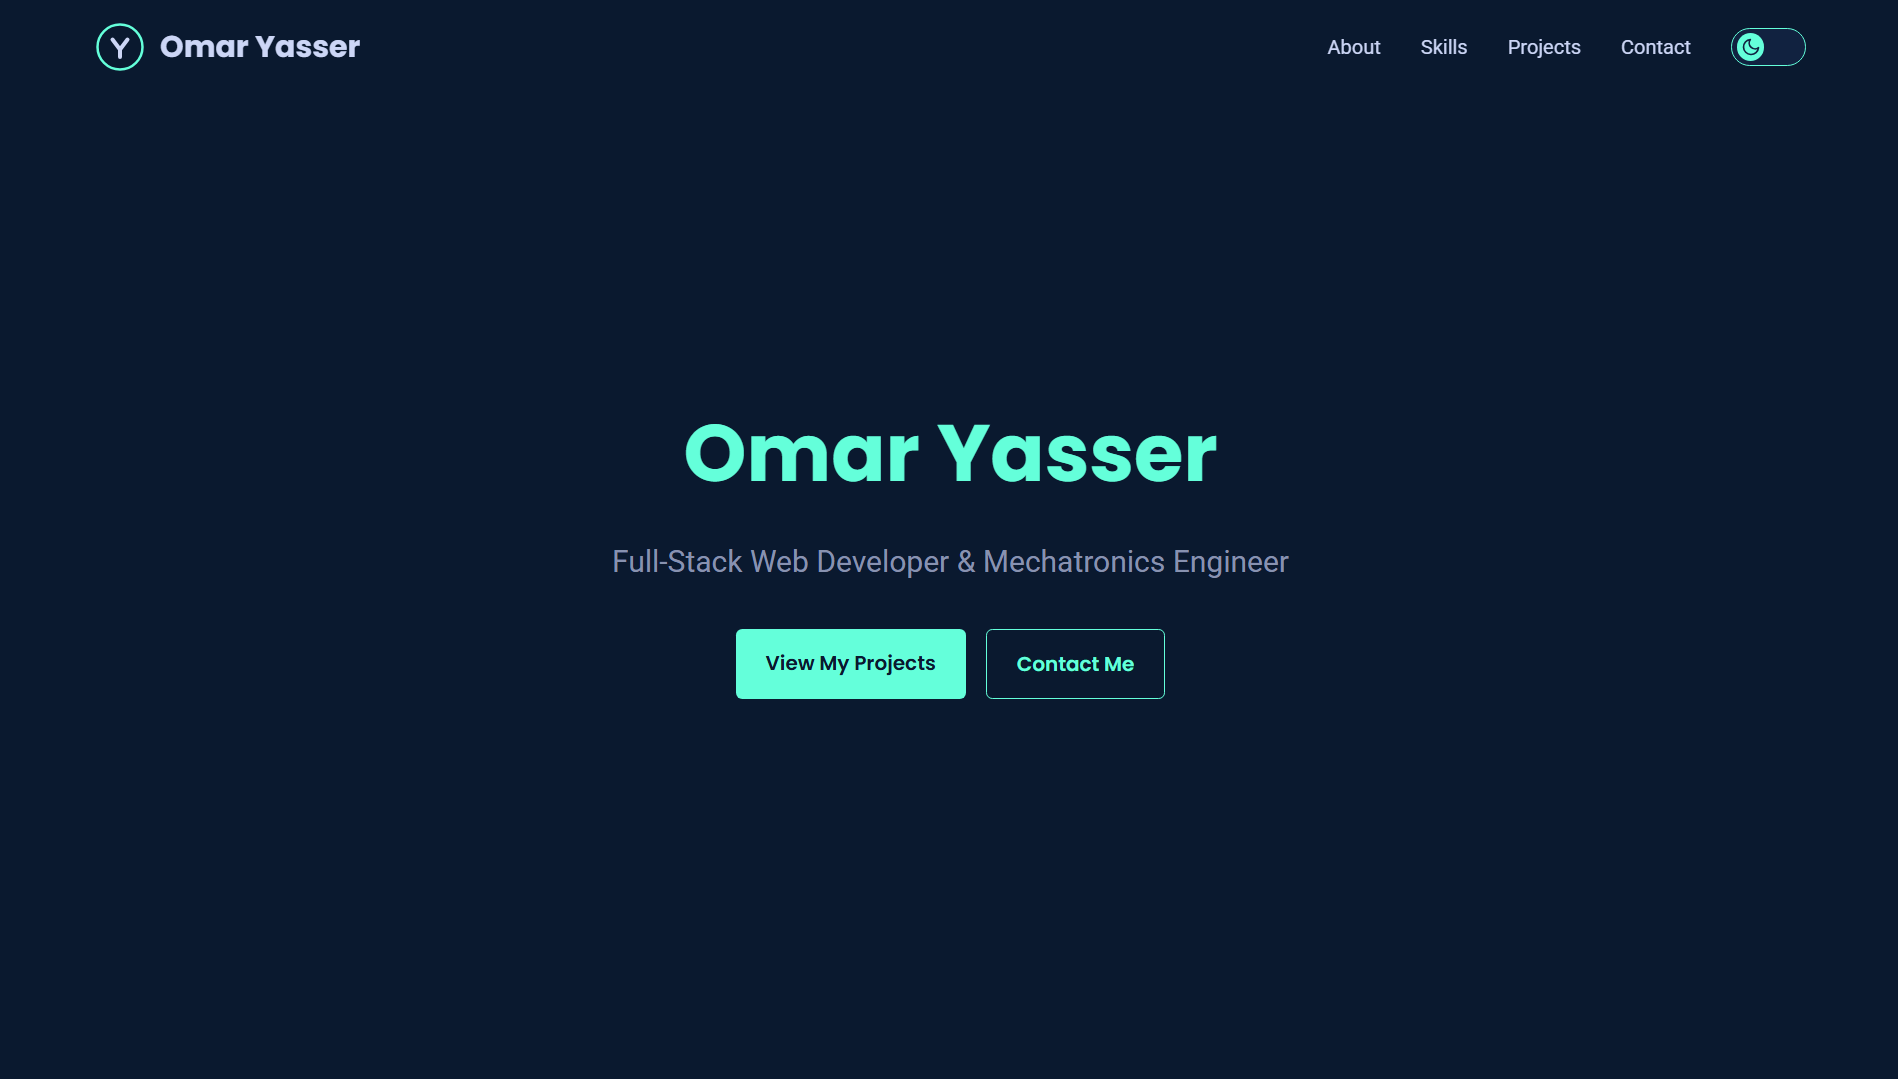 Y Omar Yasser
About Skills Projects Contact
Omar Yasser
Full-Stack Web Developer & Mechatronics Engineer
View My Projects
Contact Me